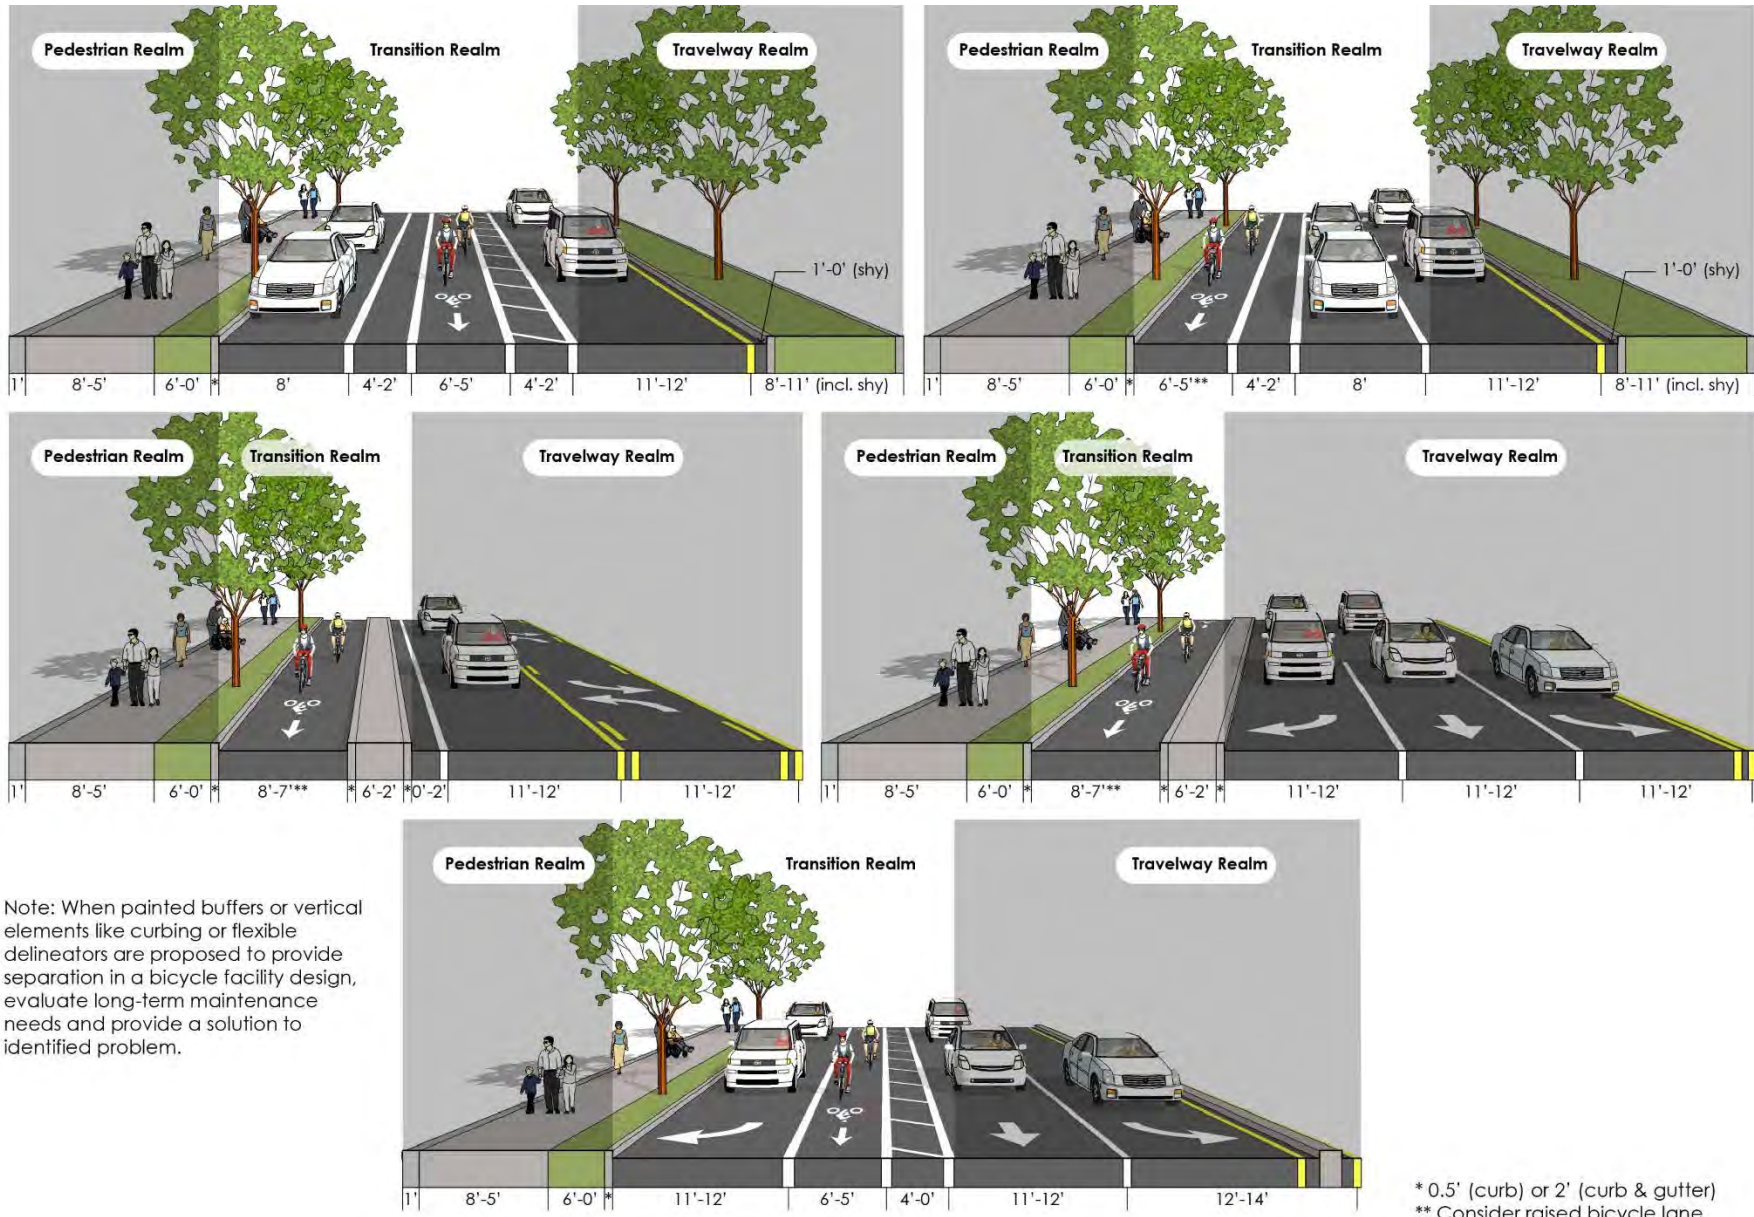 Pedestrian Realm Transition Realm Travelway Realm
1'-0' (shy)
1' 8'-5' 6'-0' * 8' 4'-2' 6'-5' 4'-2' 11'-12' 8'-11' (incl. shy)
Pedestrian Realm Transition Realm Travelway Realm
1'-0' (shy)
1' 8'-5' 6'-0' * 6'-5'** 4'-2' 8' 11'-12' 8'-11' (incl. shy)
Pedestrian Realm Transition Realm Travelway Realm
1' 8'-5' 6'-0' * 8'-7'** * 6'-2' * 0'-2' 11'-12' 11'-12'
Pedestrian Realm Transition Realm Travelway Realm
1' 8'-5' 6'-0' * 8'-7'** * 6'-2' * 11'-12' 11'-12' 11'-12'
Note: When painted buffers or vertical
elements like curbing or flexible
delineators are proposed to provide
separation in a bicycle facility design,
evaluate long-term maintenance
needs and provide a solution to
identified problem.
Pedestrian Realm Transition Realm Travelway Realm
1' 8'-5' 6'-0' * 11'-12' 6'-5' 4'-0' 11'-12' 12'-14'
* 0.5' (curb) or 2' (curb & gutter)
** Consider raised bicycle lane